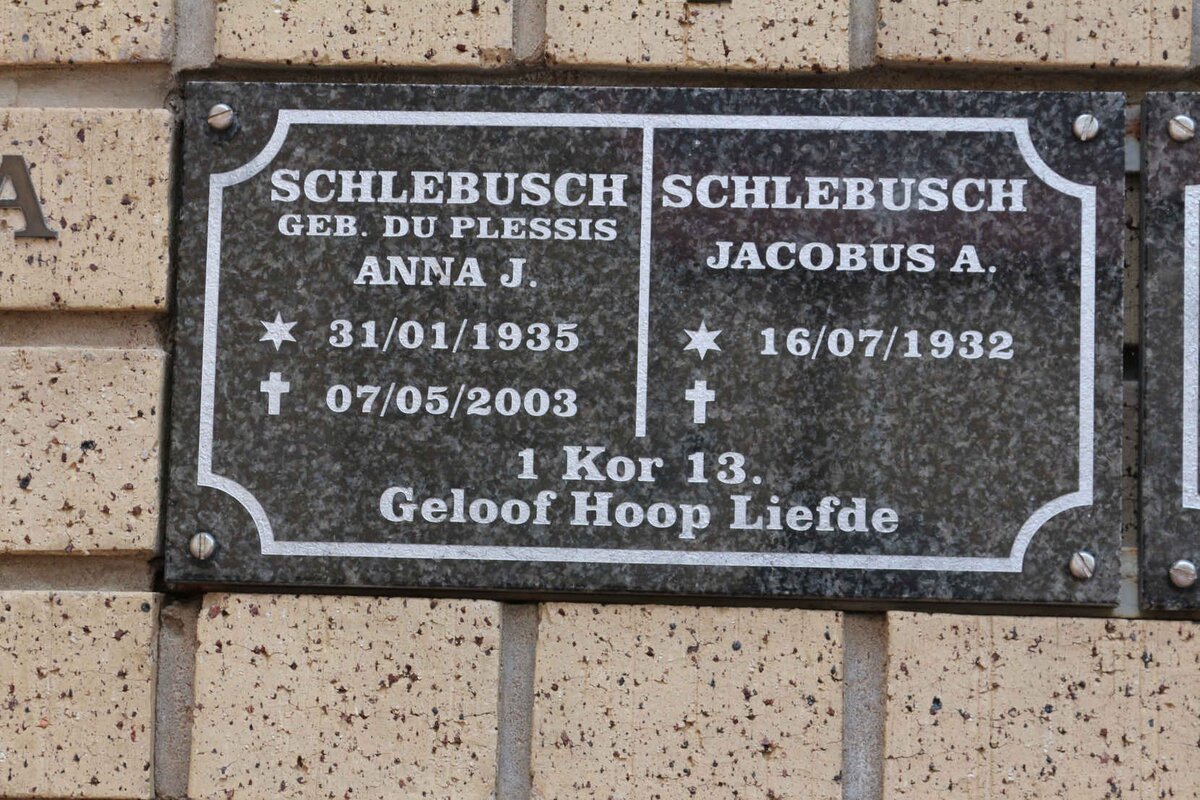 A
SCHLEBUSCH
GEB. DU PLESSIS
ANNA J.
31/01/1935
07/05/2003
SCHLEBUSCH
JACOBUS A.
16/07/1932
1 Kor 13.
Geloof Hoop Liefde